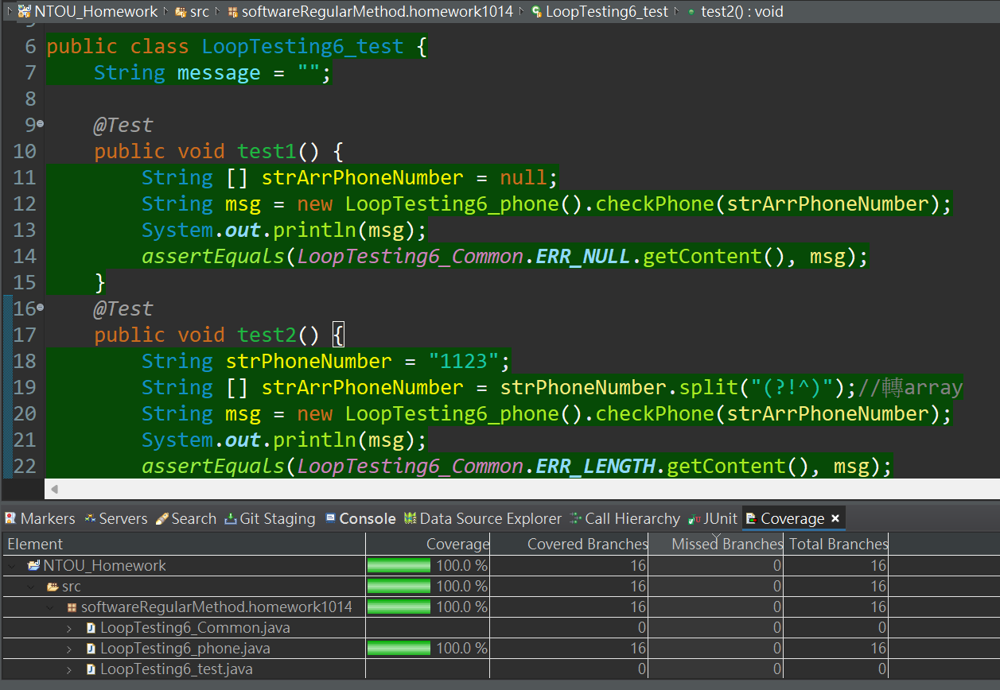 NTOU_Homework src softwareRegularMethod.homework1014 LoopTesting6_test test2() : void
6 public class LoopTesting6_test {
7 String message = "";
8
9 @Test
10 public void test1() {
11 String [] strArrPhoneNumber = null;
12 String msg = new LoopTesting6_phone().checkPhone(strArrPhoneNumber);
13 System.out.println(msg);
14 assertEquals(LoopTesting6_Common.ERR_NULL.getContent(), msg);
15 }
16 @Test
17 public void test2() {
18 String strPhoneNumber = "1123";
19 String [] strArrPhoneNumber = strPhoneNumber.split("(?!^)");//轉array
20 String msg = new LoopTesting6_phone().checkPhone(strArrPhoneNumber);
21 System.out.println(msg);
22 assertEquals(LoopTesting6_Common.ERR_LENGTH.getContent(), msg);
Markers Servers Search Git Staging Console Data Source Explorer Call Hierarchy JUnit Coverage
Element Coverage Covered Branches Missed Branches Total Branches
NTOU_Homework 100.0 % 16 0 16
src 100.0 % 16 0 16
softwareRegularMethod.homework1014 100.0 % 16 0 16
LoopTesting6_Common.java 0 0 0
LoopTesting6_phone.java 100.0 % 16 0 16
LoopTesting6_test.java 0 0 0